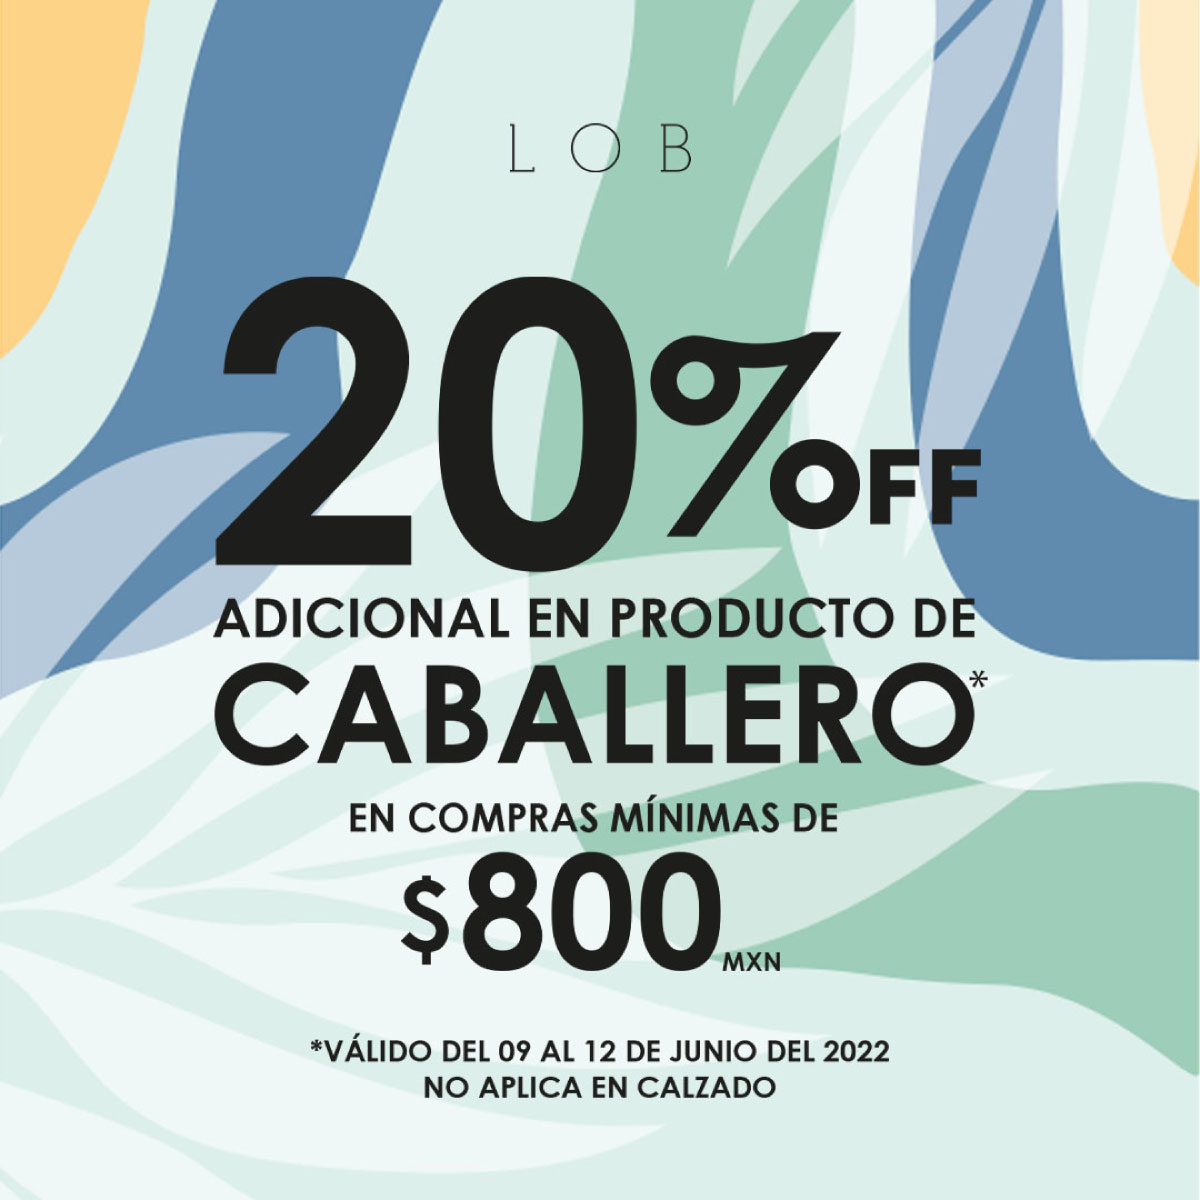 LOB
20%OFF
ADICIONAL EN PRODUCTO DE
CABALLERO*
EN COMPRAS MÍNIMAS DE
$800MXN
*VÁLIDO DEL 09 AL 12 DE JUNIO DEL 2022
NO APLICA EN CALZADO